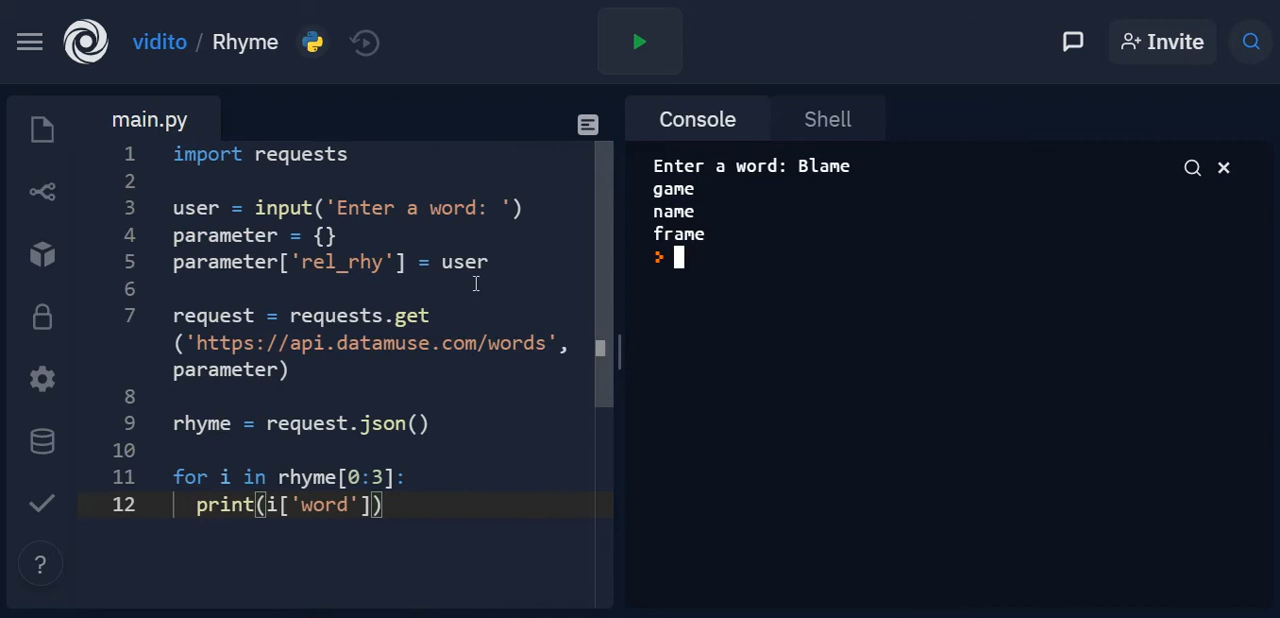 vidito / Rhyme
Invite
main.py
Console
Shell
1 import requests
2
3 user = input('Enter a word: ')
4 parameter = {}
5 parameter['rel_rhy'] = user
6
7 request = requests.get
('https://api.datamuse.com/words',
parameter)
8
9 rhyme = request.json()
10
11 for i in rhyme[0:3]:
12 print(i['word'])
?
Enter a word: Blame
game
name
frame
>